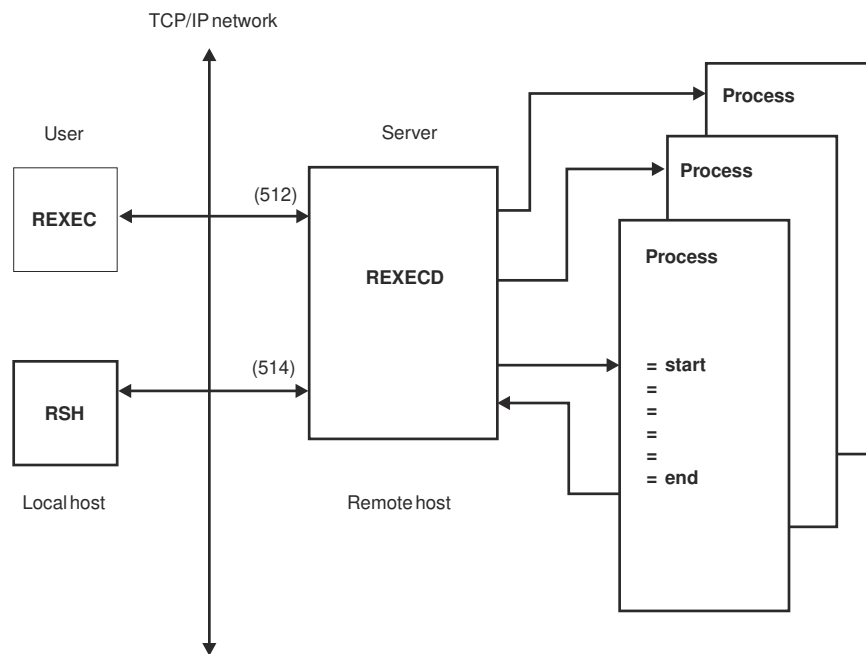 TCP/IP network
User
Server
Process
Process
Process
REXEC
(512)
REXECD
RSH
(514)
= start
=
=
=
=
= end
Local host
Remote host